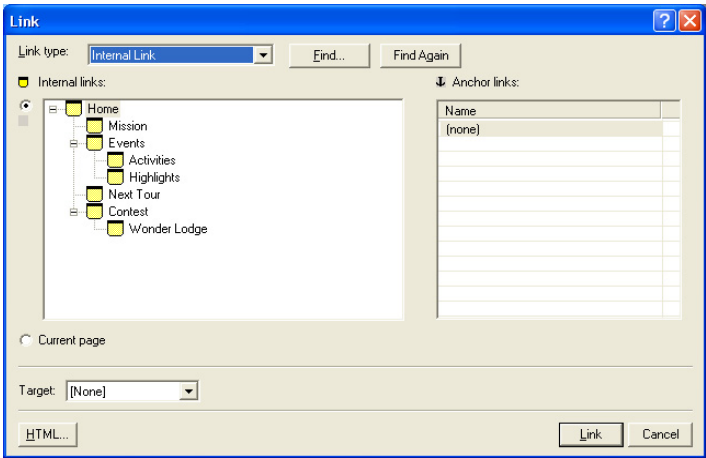 Link
Link type: Internal Link Find... Find Again
Internal links:
Anchor links:
Home
Mission
Events
Activities
Highlights
Next Tour
Contest
Wonder Lodge
Name
(none)
Current page
Target: [None]
HTML... Link Cancel